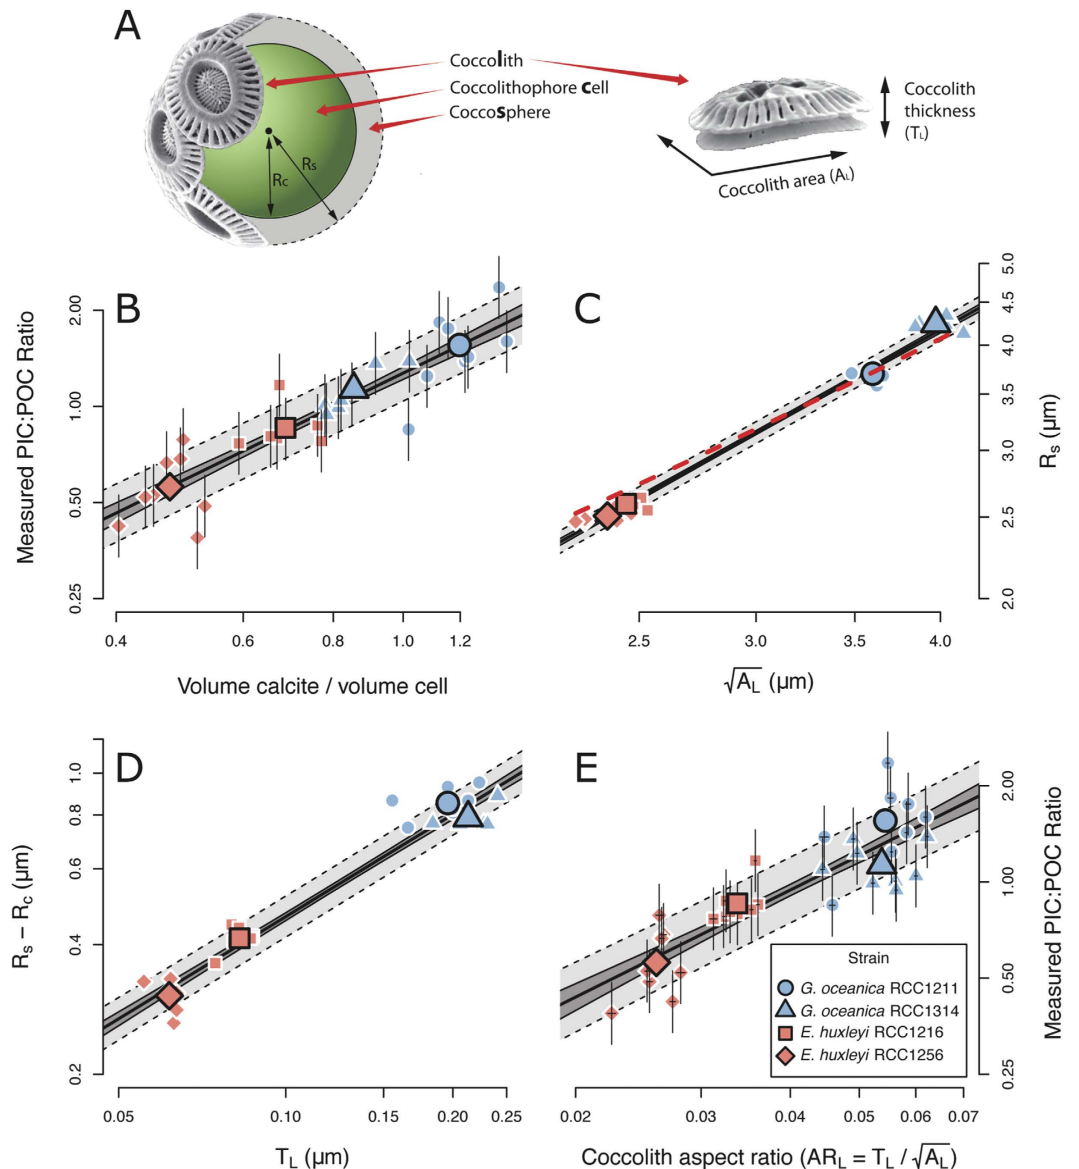 A
Coccolith
Coccolithophore cell
Coccosphere
Rc
Rs
Coccolith
thickness
(TL)
Coccolith area (AL)
B
Measured PIC:POC Ratio
2.00
1.00
0.50
0.25
0.4
0.6
0.8
1.0
1.2
Volume calcite / volume cell
C
5.0
4.5
4.0
3.5
3.0
2.5
2.0
Rs (µm)
2.5
3.0
3.5
4.0
√AL (µm)
D
Rs − Rc (µm)
1.0
0.8
0.6
0.4
0.2
0.05
0.10
0.20
0.25
TL (µm)
E
2.00
1.00
0.50
0.25
Measured PIC:POC Ratio
Strain
G. oceanica RCC1211
G. oceanica RCC1314
E. huxleyi RCC1216
E. huxleyi RCC1256
0.02
0.03
0.04
0.05
0.06
0.07
Coccolith aspect ratio (ARL = TL / √AL)